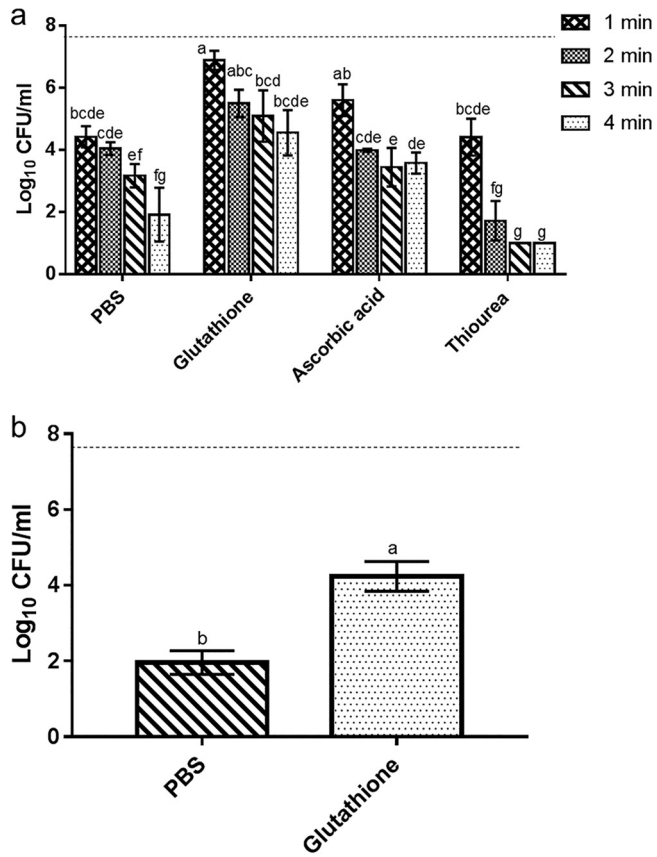 a
8
6
4
2
0
Log10 CFU/ml
1 min
2 min
3 min
4 min
bcde
cde
ef
fg
a
abc
bcd
bcde
ab
cde
e
de
bcde
fg
g
g
PBS
Glutathione
Ascorbic acid
Thiourea
b
8
6
4
2
0
Log10 CFU/ml
b
a
PBS
Glutathione